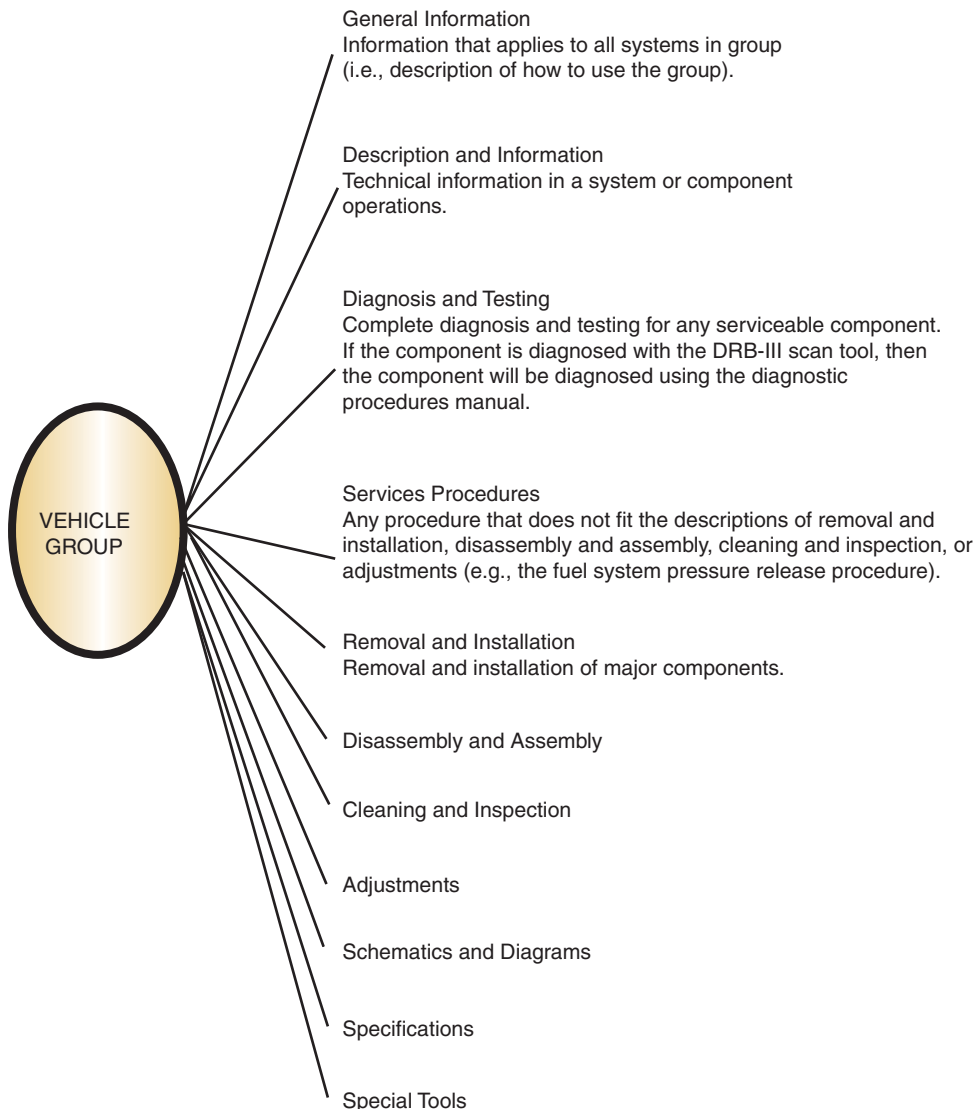 General Information
Information that applies to all systems in group
(i.e., description of how to use the group).
Description and Information
Technical information in a system or component
operations.
Diagnosis and Testing
Complete diagnosis and testing for any serviceable component.
If the component is diagnosed with the DRB-III scan tool, then
the component will be diagnosed using the diagnostic
procedures manual.
VEHICLE
GROUP
Services Procedures
Any procedure that does not fit the descriptions of removal and
installation, disassembly and assembly, cleaning and inspection, or
adjustments (e.g., the fuel system pressure release procedure).
Removal and Installation
Removal and installation of major components.
Disassembly and Assembly
Cleaning and Inspection
Adjustments
Schematics and Diagrams
Specifications
Special Tools